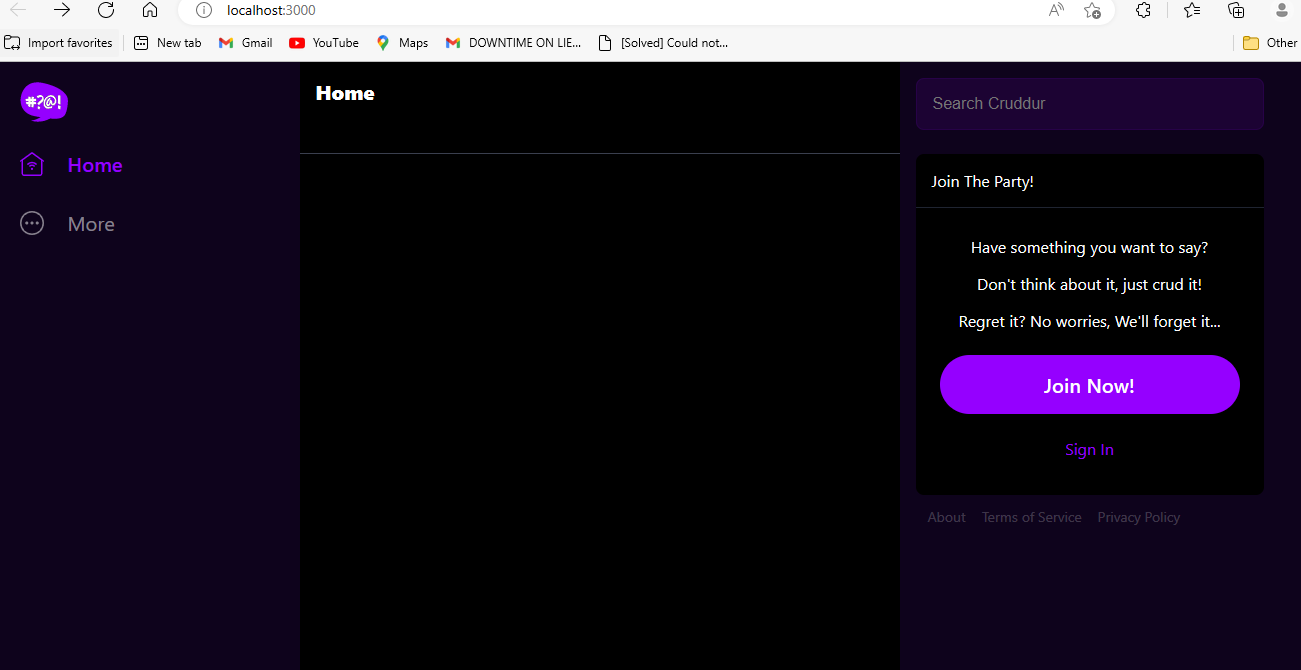 localhost:3000
Import favorites New tab Gmail YouTube Maps DOWNTIME ON LIE... [Solved] Could not... Other
#?@!
Home
More
Home
Search Cruddur
Join The Party!
Have something you want to say?
Don't think about it, just crud it!
Regret it? No worries, We'll forget it...
Join Now!
Sign In
About Terms of Service Privacy Policy